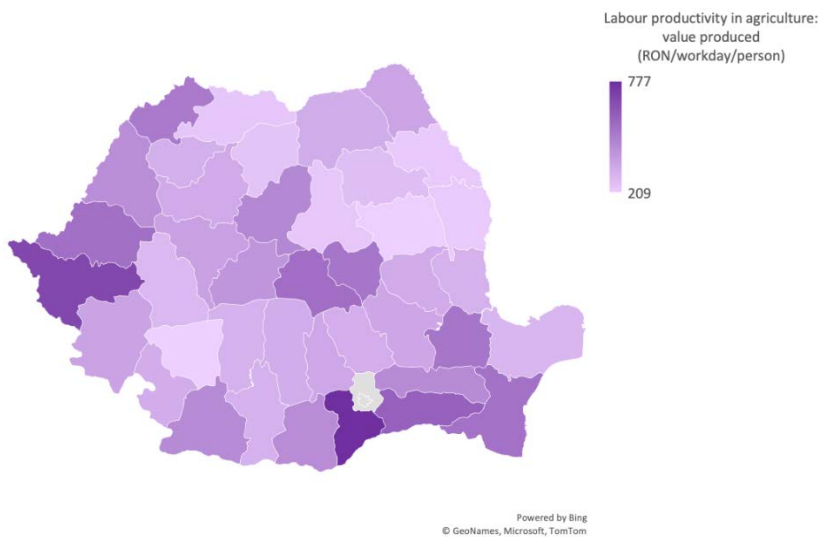 Labour productivity in agriculture:
value produced
(RON/workday/person)
777
209
Powered by Bing
© GeoNames, Microsoft, TomTom